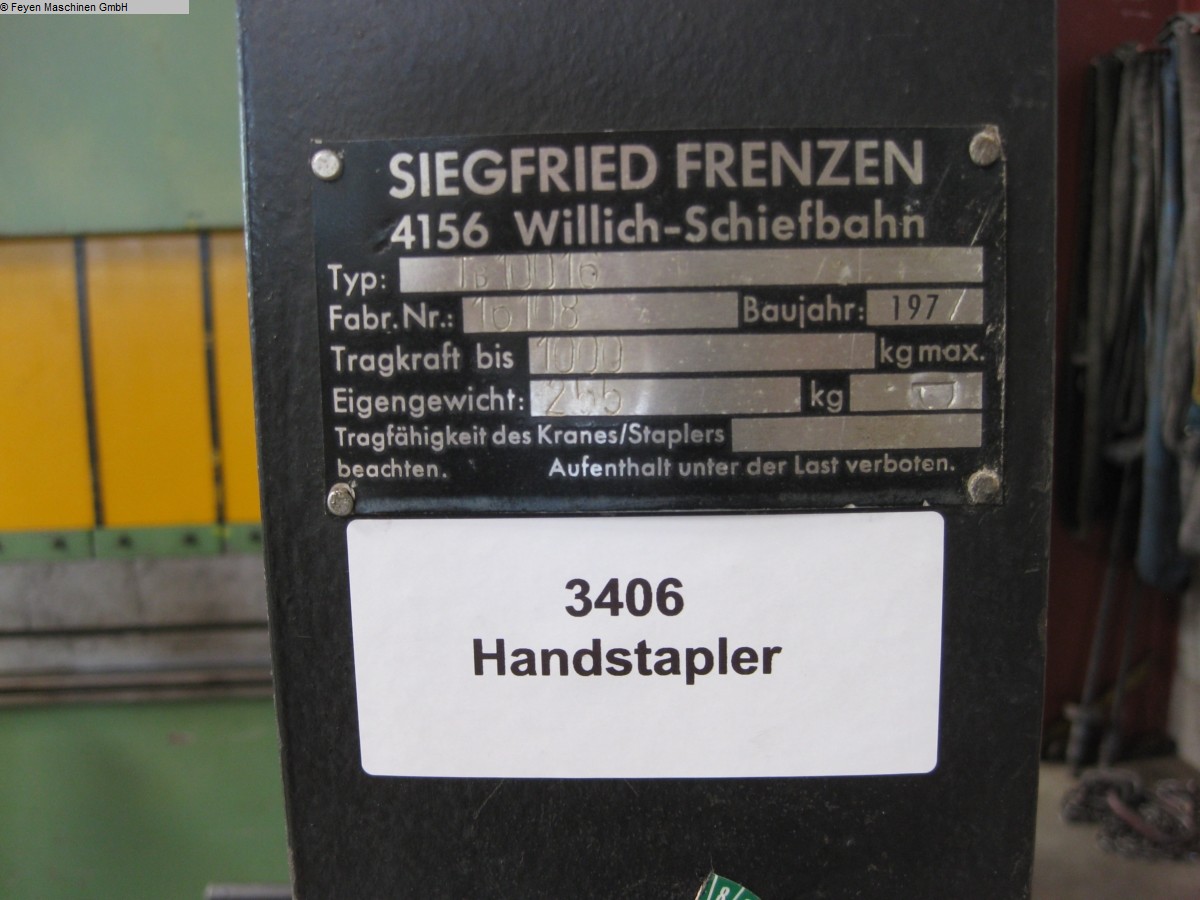 © Feyen Maschinen GmbH
SIEGFRIED FRENZEN
4156 Willich-Schiefbahn
Typ: 10016
Fabr.Nr.: 16108 Baujahr: 197
Tragkraft bis 1000 kg max.
Eigengewicht: kg
Tragfähigkeit des Kranes/Staplers
beachten. Aufenthalt unter der Last verboten.
3406
Handstapler